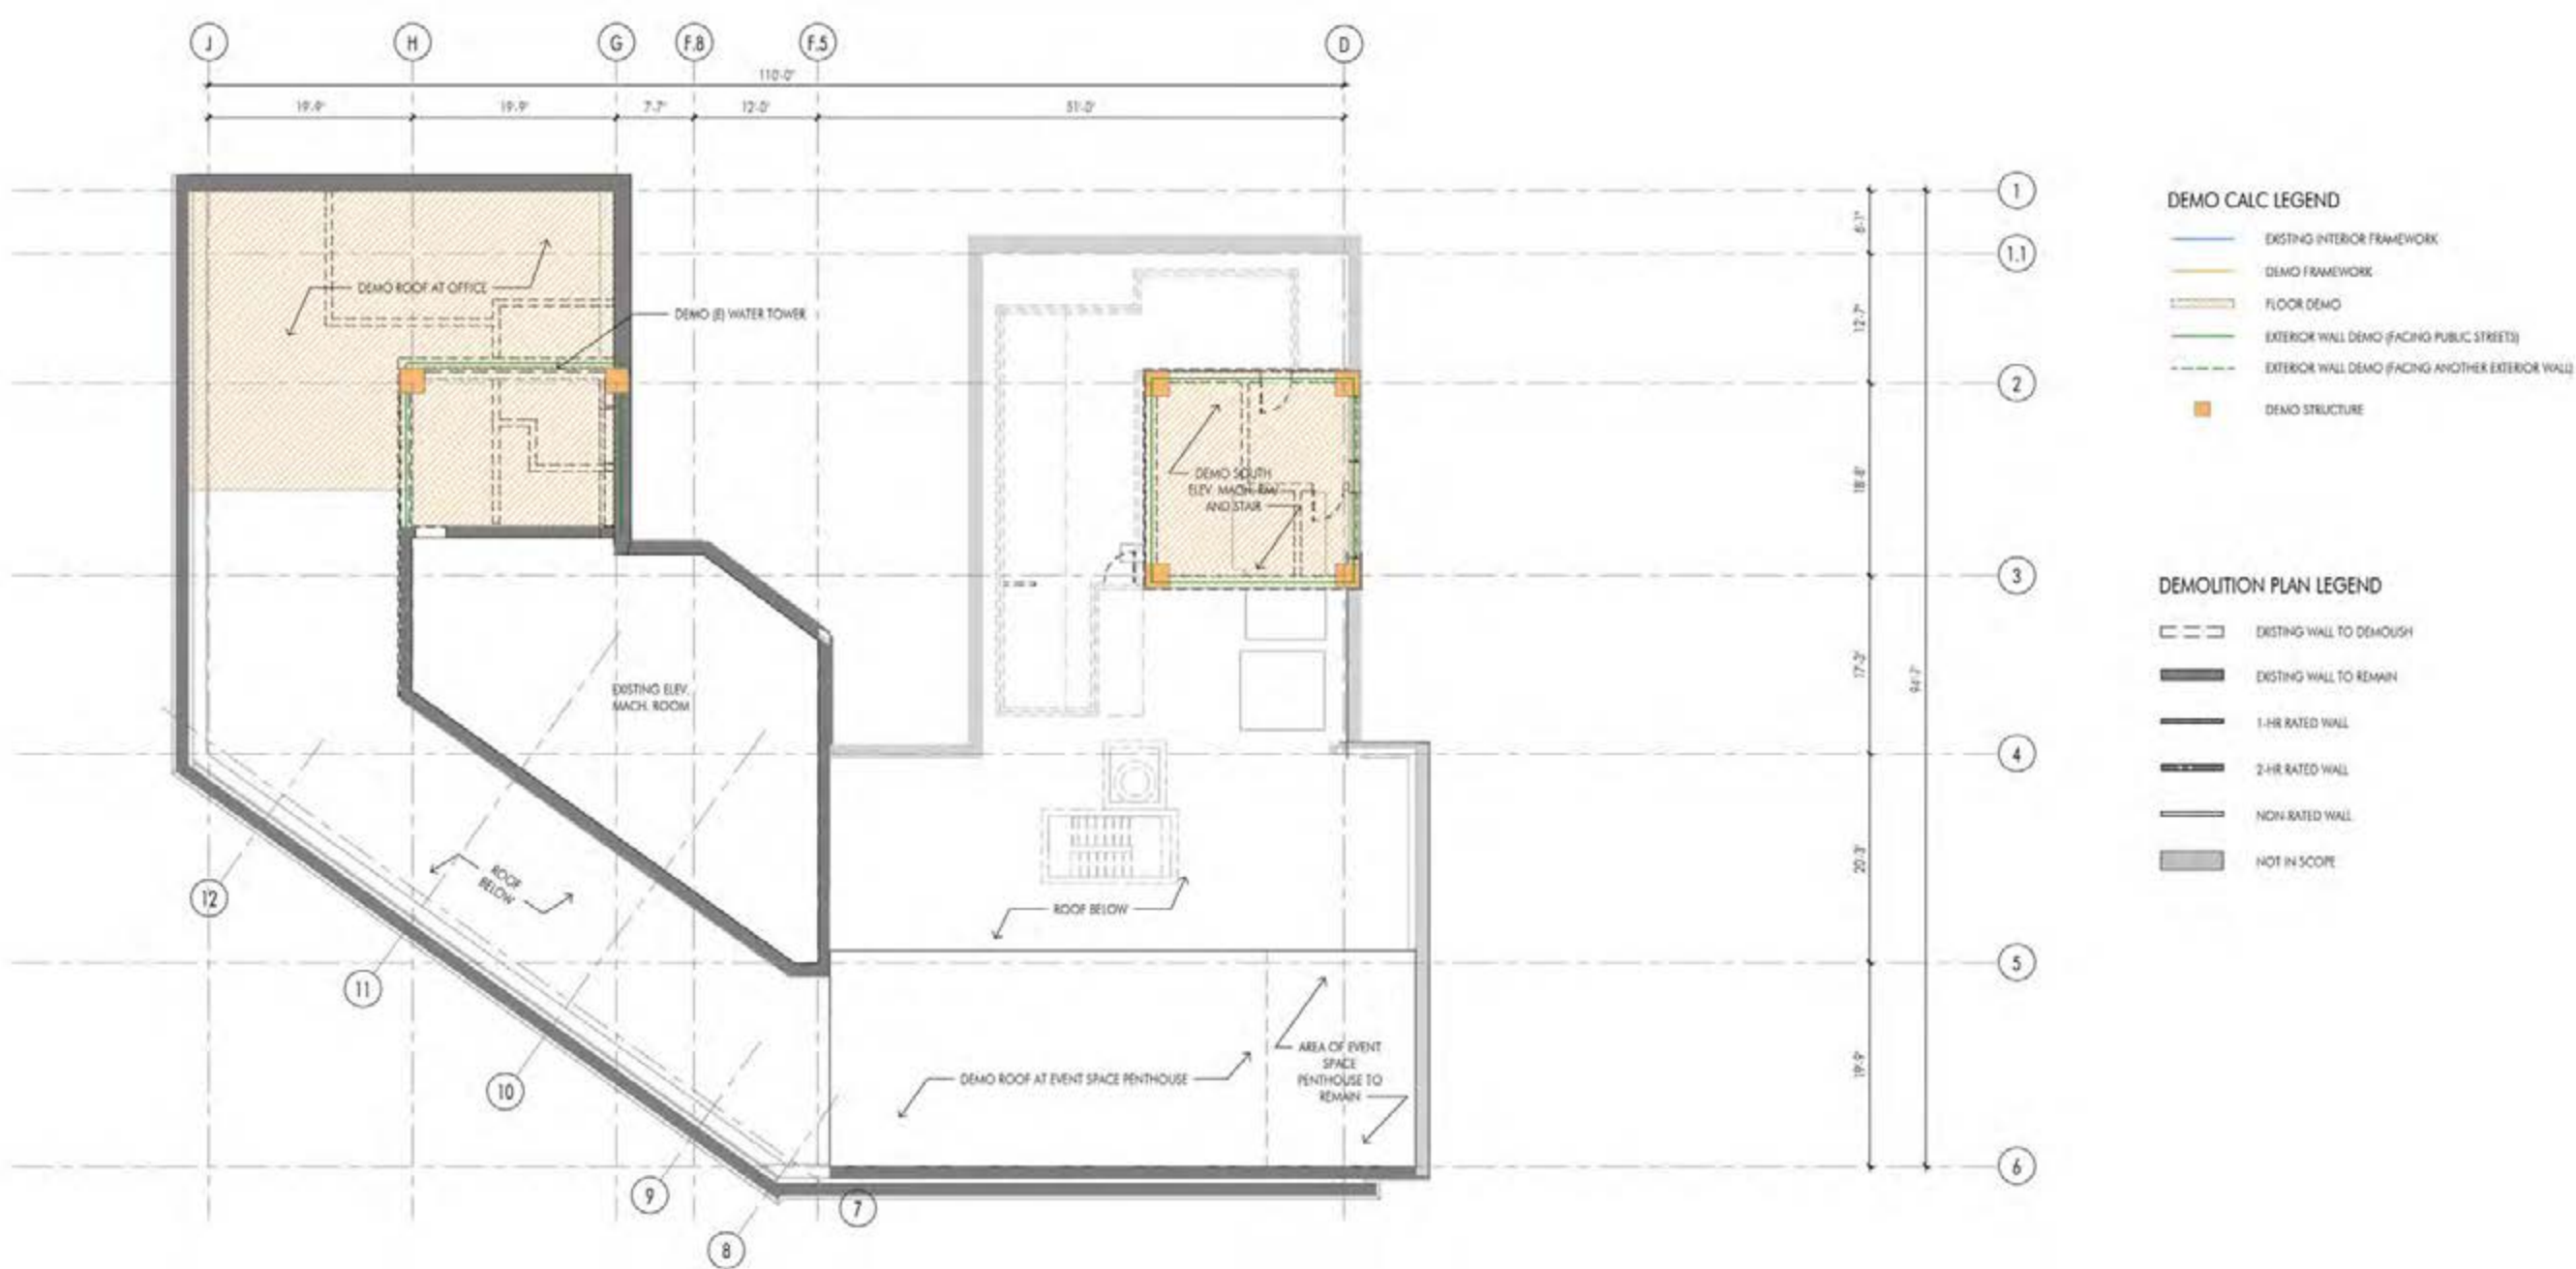 J
H
G
F.8
F.5
D
110'-0"
19'-9"
19'-9"
7'-7"
12'-0"
51'-0"
1
6'-1"
1.1
12'-7"
DEMO ROOF AT OFFICE
DEMO (E) WATER TOWER
2
18'-8"
DEMO SOUTH
ELEV. MACH. RM/
AND STAIR
3
17'-3"
94'-7"
EXISTING ELEV.
MACH. ROOM
4
20'-3"
ROOF
BELOW
ROOF BELOW
12
5
11
19'-9"
AREA OF EVENT
SPACE
PENTHOUSE TO
REMAIN
DEMO ROOF AT EVENT SPACE PENTHOUSE
10
6
9
7
8
DEMO CALC LEGEND
EXISTING INTERIOR FRAMEWORK
DEMO FRAMEWORK
FLOOR DEMO
EXTERIOR WALL DEMO (FACING PUBLIC STREETS)
EXTERIOR WALL DEMO (FACING ANOTHER EXTERIOR WALL)
DEMO STRUCTURE
DEMOLITION PLAN LEGEND
EXISTING WALL TO DEMOLISH
EXISTING WALL TO REMAIN
1-HR RATED WALL
2-HR RATED WALL
NON-RATED WALL
NOT IN SCOPE